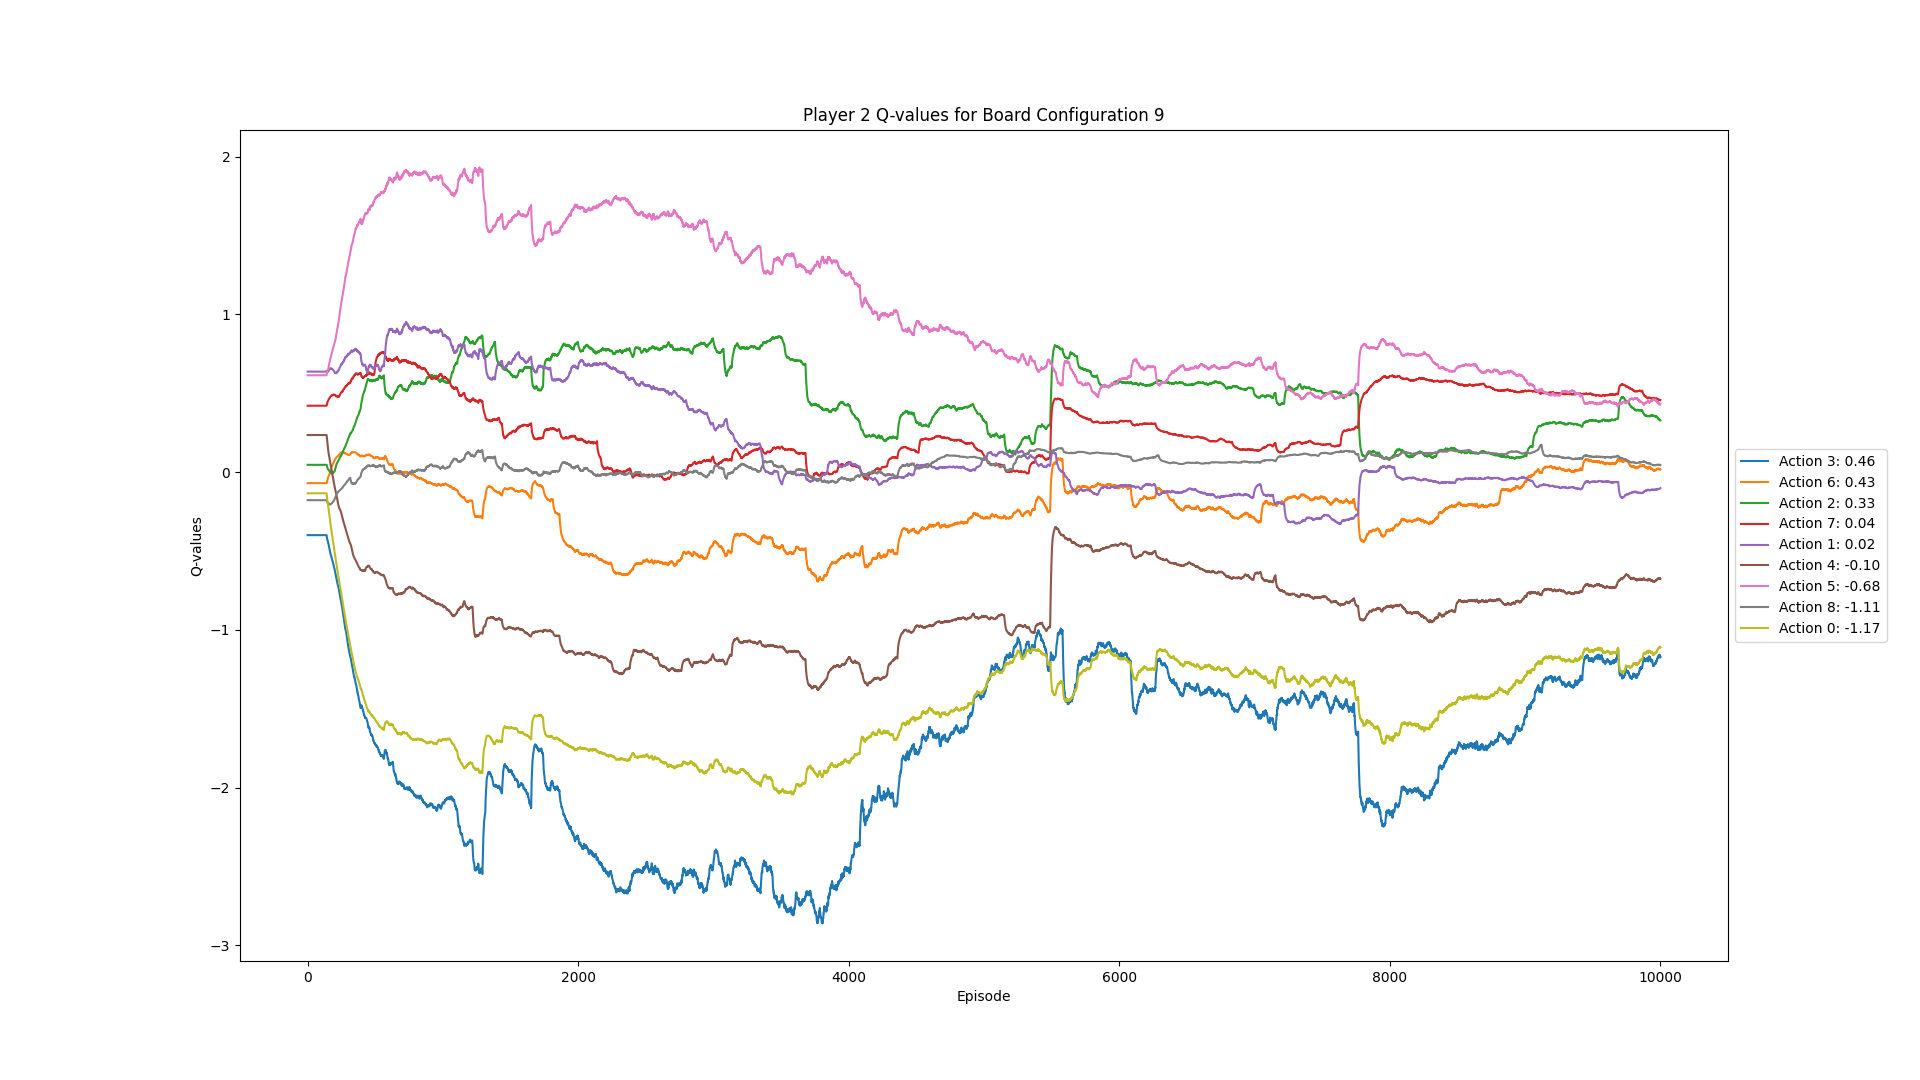 Player 2 Q-values for Board Configuration 9
2
1
0
−1
−2
−3
Q-values
0
2000
4000
6000
8000
10000
Episode
Action 3: 0.46
Action 6: 0.43
Action 2: 0.33
Action 7: 0.04
Action 1: 0.02
Action 4: -0.10
Action 5: -0.68
Action 8: -1.11
Action 0: -1.17